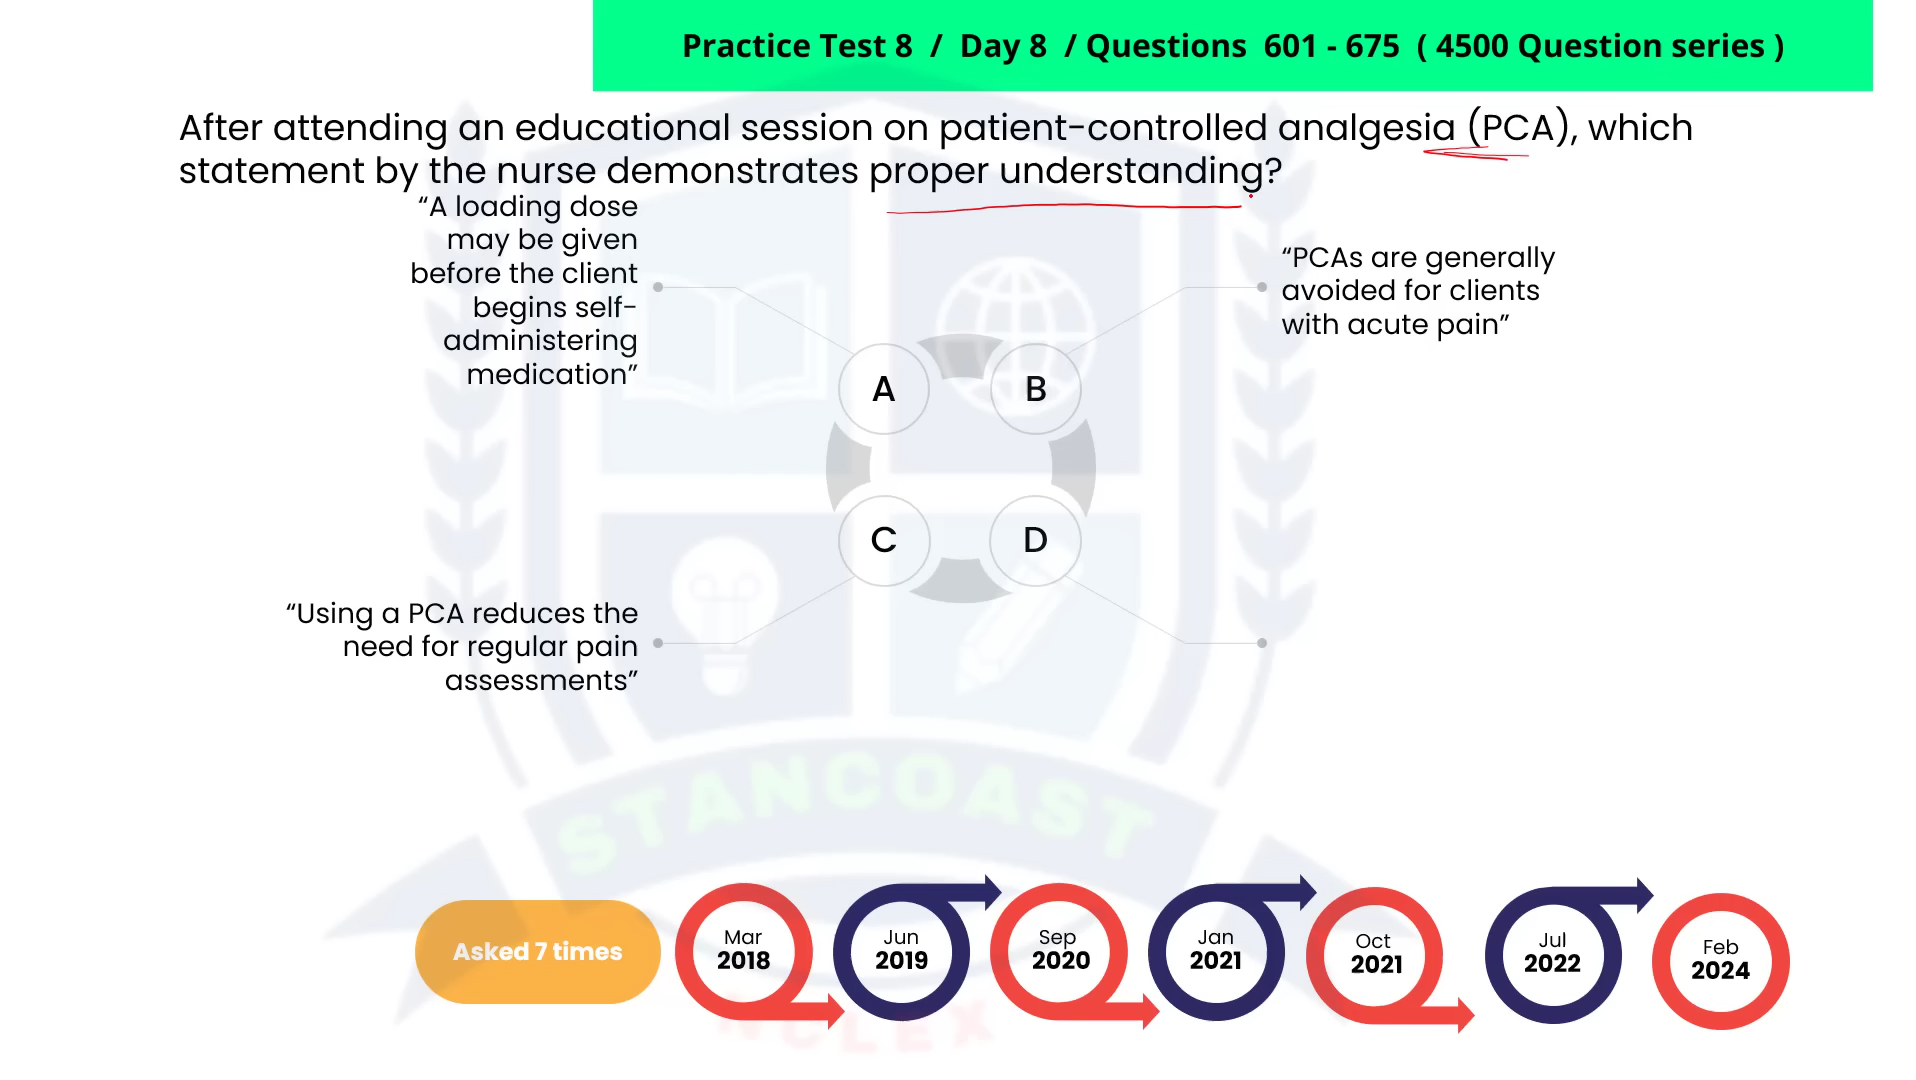 Practice Test 8 / Day 8 / Questions 601 - 675 ( 4500 Question series )
After attending an educational session on patient-controlled analgesia (PCA), which
statement by the nurse demonstrates proper understanding?
“A loading dose
may be given
before the client
begins self-
administering
medication”
“PCAs are generally
avoided for clients
with acute pain”
A
B
C
D
“Using a PCA reduces the
need for regular pain
assessments”
STANCOAST
Asked 7 times
Mar
2018
Jun
2019
Sep
2020
Jan
2021
Oct
2021
Jul
2022
Feb
2024
NCLEX